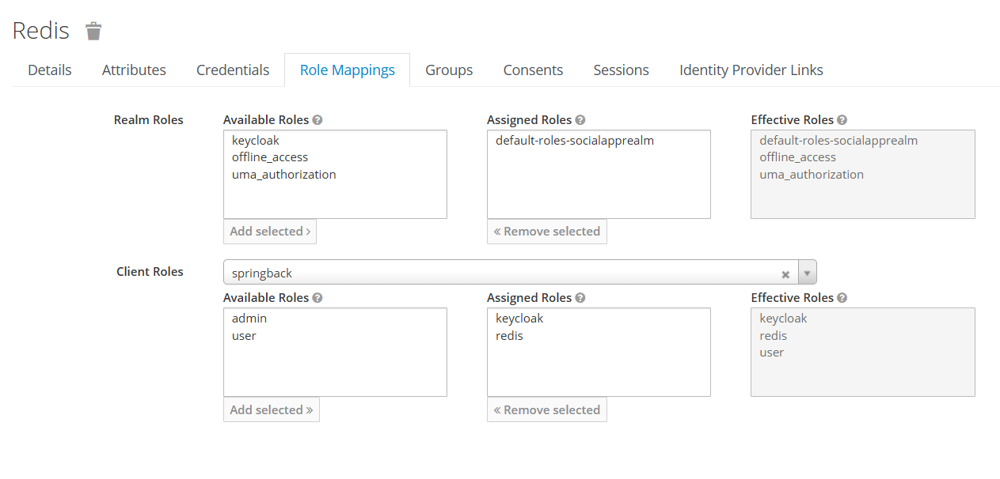 Redis
Details Attributes Credentials Role Mappings Groups Consents Sessions Identity Provider Links
Realm Roles Available Roles Assigned Roles Effective Roles
keycloak default-roles-socialapprealm default-roles-socialapprealm
offline_access offline_access
uma_authorization uma_authorization
Add selected › « Remove selected
Client Roles springback
Available Roles Assigned Roles Effective Roles
admin keycloak keycloak
user redis redis
user
Add selected » « Remove selected